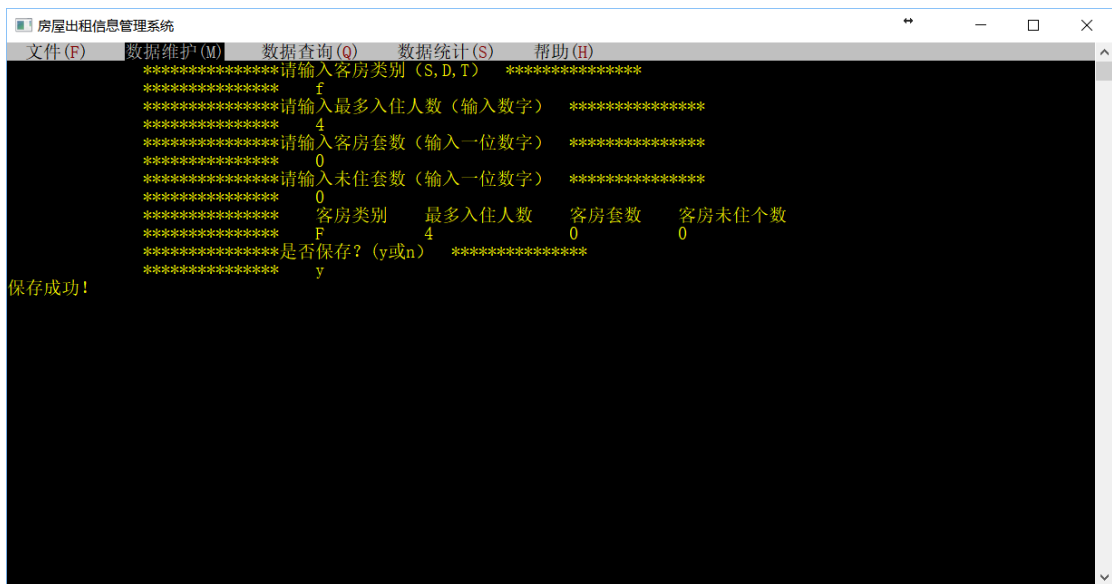 房屋出租信息管理系统
文件(F) 数据维护(M) 数据查询(Q) 数据统计(S) 帮助(H)
***************请输入客房类别（S,D,T） ***************
*************** f
***************请输入最多入住人数（输入数字） ***************
*************** 4
***************请输入客房套数（输入一位数字） ***************
*************** 0
***************请输入未住套数（输入一位数字） ***************
*************** 0
*************** 客房类别 最多入住人数 客房套数 客房未住个数
*************** F 4 0 0
***************是否保存？(y或n） ***************
*************** y
保存成功!